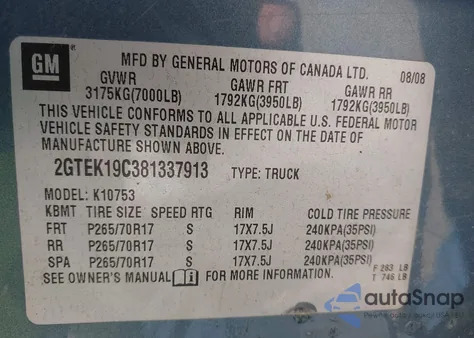 GM
MFD BY GENERAL MOTORS OF CANADA LTD. 08/08
GVWR GAWR FRT GAWR RR
3175KG(7000LB) 1792KG(3950LB) 1792KG(3950LB)
THIS VEHICLE CONFORMS TO ALL APPLICABLE U.S. FEDERAL MOTOR
VEHICLE SAFETY STANDARDS IN EFFECT ON THE DATE OF
MANUFACTURE SHOWN ABOVE.
2GTEK19C381337913 TYPE: TRUCK
MODEL: K10753
KBMT TIRE SIZE SPEED RTG RIM COLD TIRE PRESSURE
FRT P265/70R17 S 17X7.5J 240KPA(35PSI)
RR P265/70R17 S 17X7.5J 240KPA(35PSI)
SPA P265/70R17 S 17X7.5J 240KPA(35PSI)
SEE OWNER'S MANUAL i FOR MORE INFORMATION. F 283 LB
T 746 LB
autoSnap